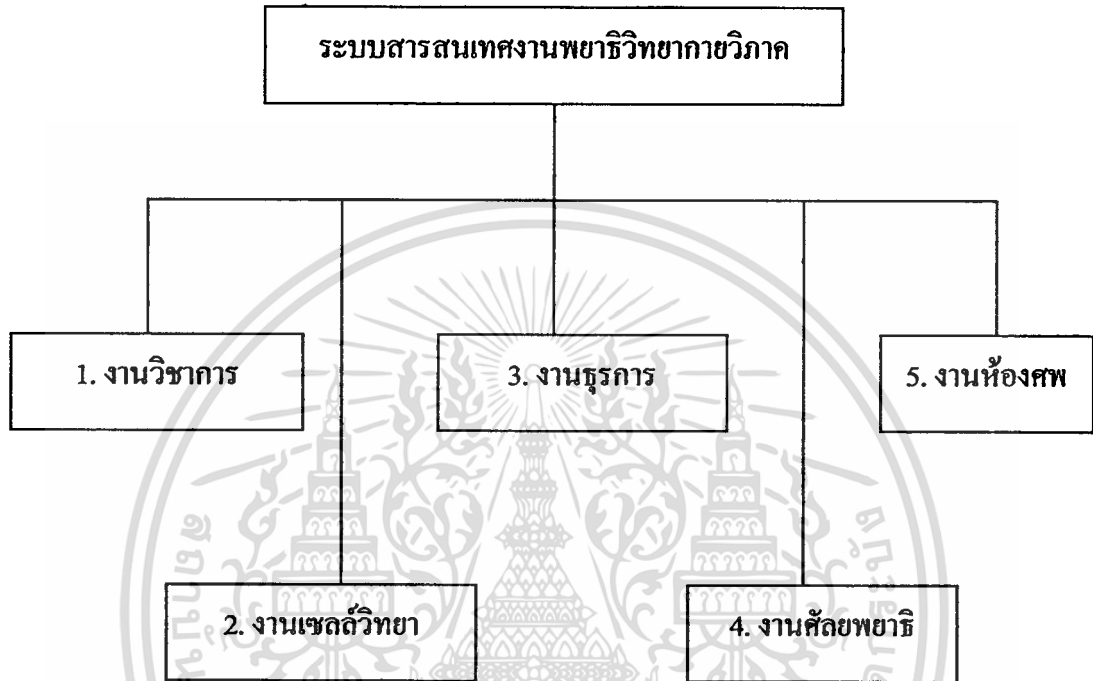 ระบบสารสนเทศงานพยาธิวิทยากายวิภาค
1. งานวิชาการ
3. งานธุรการ
5. งานห้องศพ
2. งานเซลล์วิทยา
4. งานศัลยพยาธิ